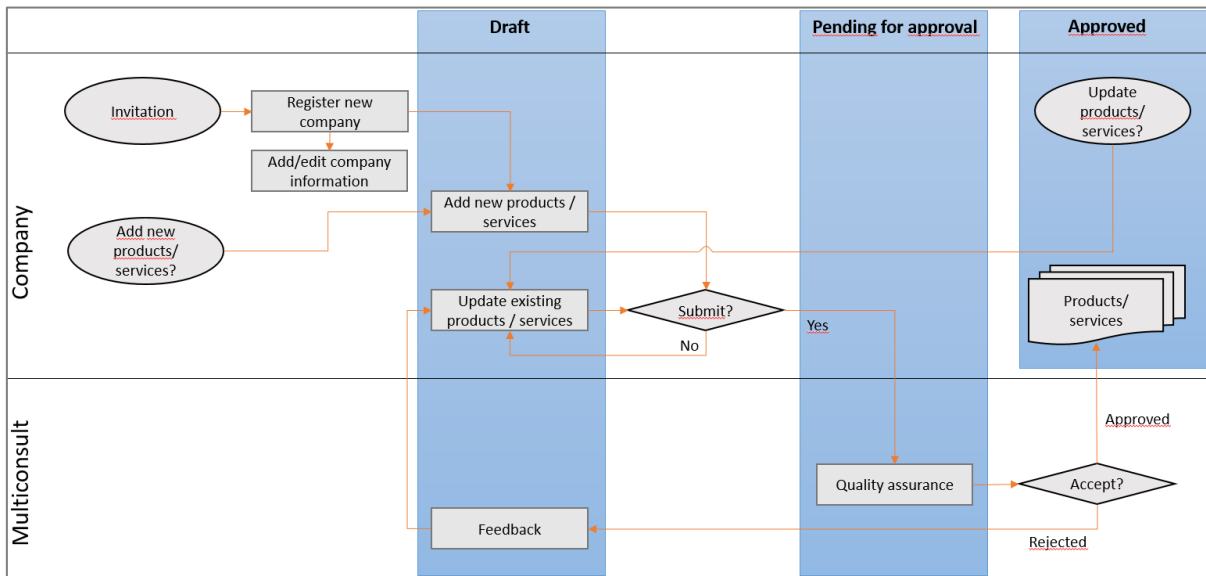 Draft
Pending for approval
Approved
Company
Invitation
Register new
company
Add/edit company
information
Update
products/
services?
Add new products /
services
Add new
products/
services?
Update existing
products / services
Submit?
Yes
No
Products/
services
Multiconsult
Approved
Quality assurance
Accept?
Feedback
Rejected